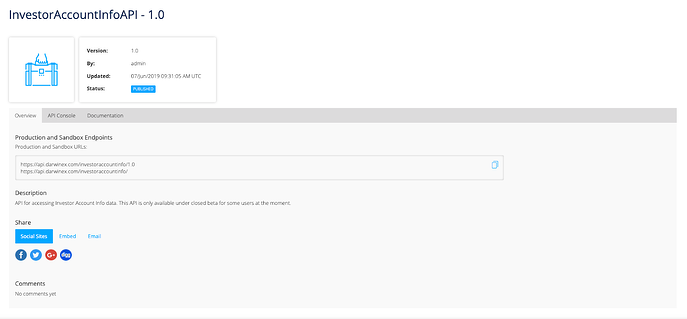 InvestorAccountInfoAPI - 1.0
Version: 1.0
By: admin
Updated: 07/Jun/2019 09:31:05 AM UTC
Status: PUBLISHED
Overview API Console Documentation
Production and Sandbox Endpoints
Production and Sandbox URLs:
https://api.darwinex.com/investoraccountinfo/1.0
https://api.darwinex.com/investoraccountinfo/
Description
API for accessing Investor Account Info data. This API is only available under closed beta for some users at the moment.
Share
Social Sites Embed Email
digg
Comments
No comments yet